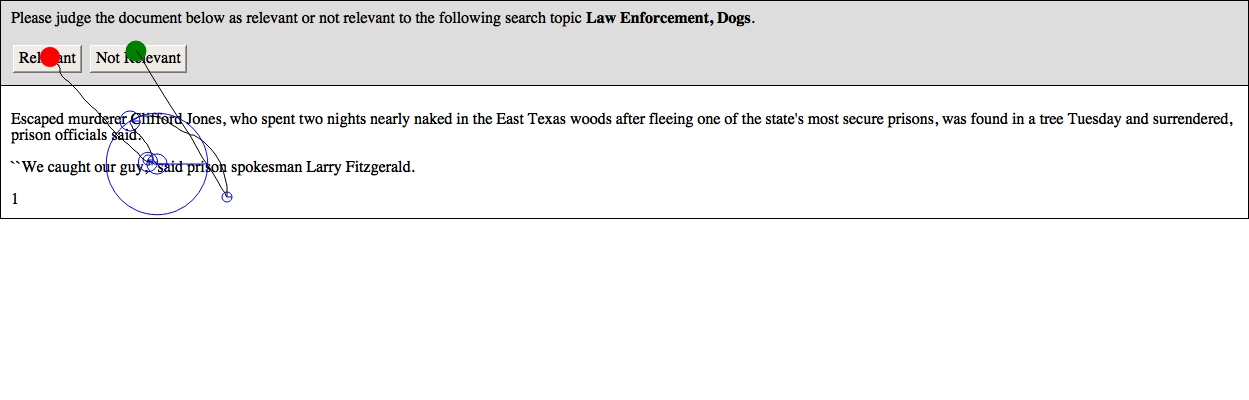 Please judge the document below as relevant or not relevant to the following search topic Law Enforcement, Dogs.
Relevant Not Relevant
Escaped murderer Clifford Jones, who spent two nights nearly naked in the East Texas woods after fleeing one of the state's most secure prisons, was found in a tree Tuesday and surrendered,
prison officials said.
``We caught our guy,'' said prison spokesman Larry Fitzgerald.
1